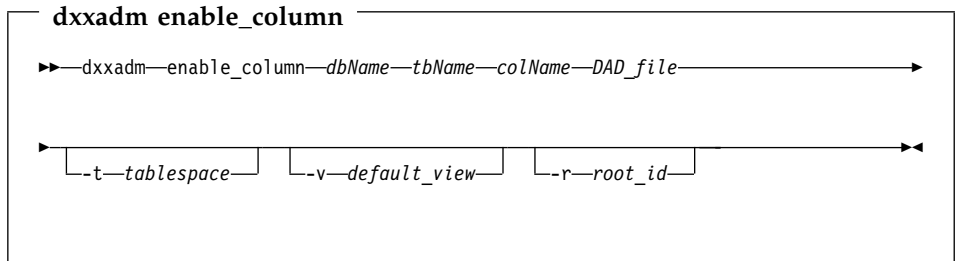 dxxadm enable_column
dxxadm enable_column dbName tbName colName DAD_file
-t tablespace -v default_view -r root_id